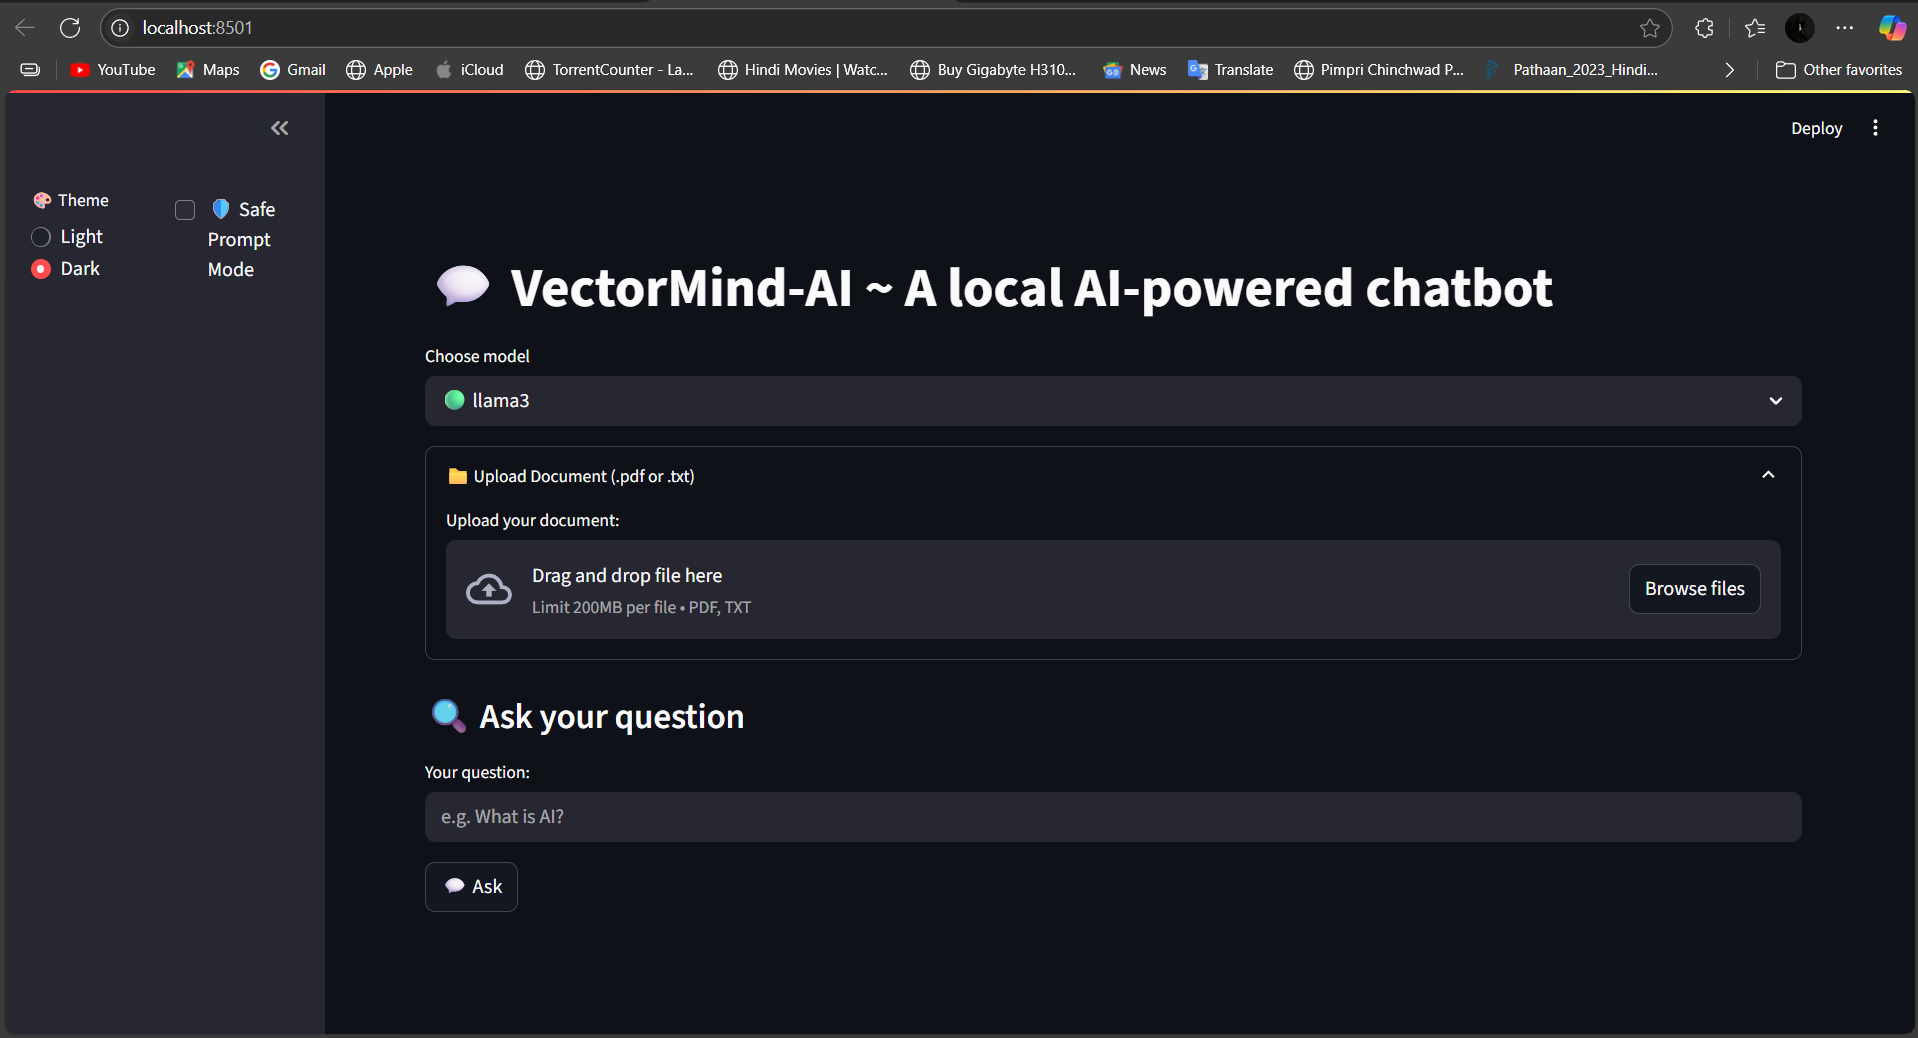 localhost:8501
YouTube Maps Gmail Apple iCloud TorrentCounter - La... Hindi Movies | Watc... Buy Gigabyte H310... News Translate Pimpri Chinchwad P... Pathaan_2023_Hindi... Other favorites
Deploy
Theme
Light
Dark
Safe
Prompt
Mode
VectorMind-AI ~ A local AI-powered chatbot
Choose model
llama3
Upload Document (.pdf or .txt)
Upload your document:
Drag and drop file here
Limit 200MB per file • PDF, TXT
Browse files
Ask your question
Your question:
e.g. What is AI?
Ask